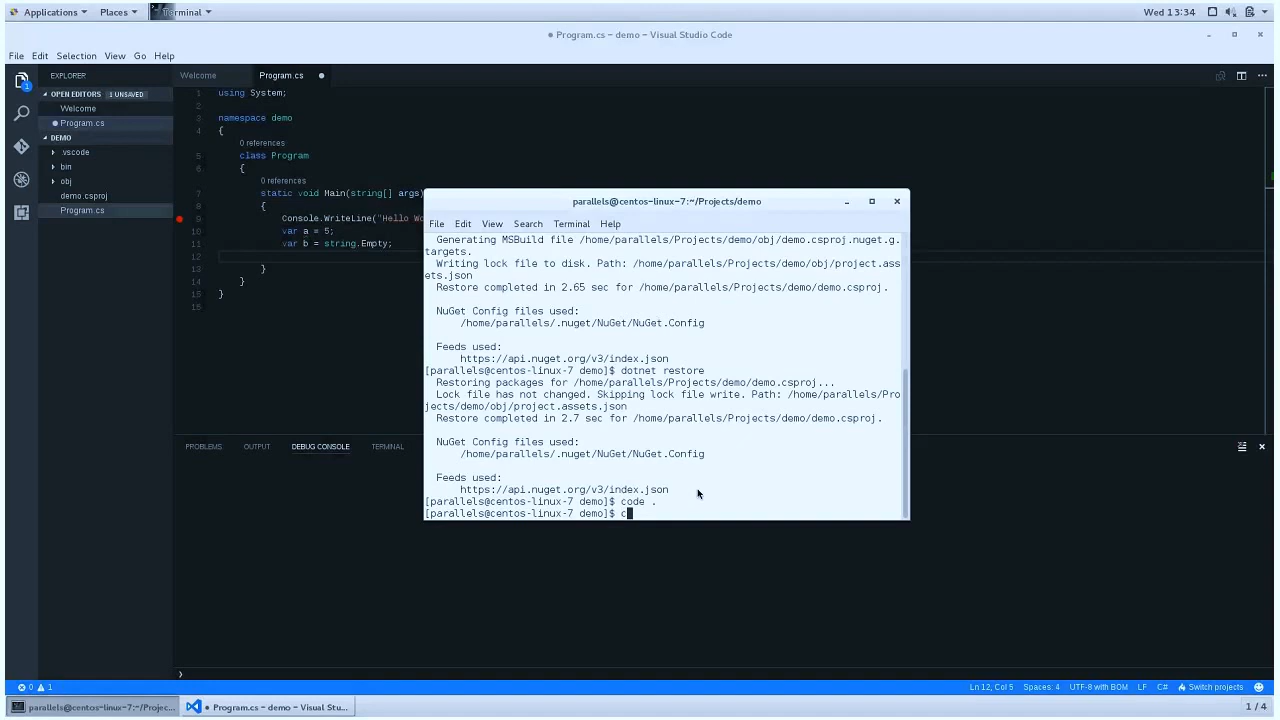 Applications
Places
Terminal
Wed 13:34
Program.cs – demo – Visual Studio Code
File Edit Selection View Go Help
EXPLORER
OPEN EDITORS 1 UNSAVED
Welcome
Program.cs
DEMO
.vscode
bin
obj
demo.csproj
Program.cs
Welcome
Program.cs
1 using System;
2
3 namespace demo
4 {
0 references
5 class Program
6 {
0 references
7 static void Main(string[] args)
8 {
9 Console.WriteLine("Hello Wo
10 var a = 5;
11 var b = string.Empty;
12
13 }
14 }
15 }
15
parallels@centos-linux-7:~/Projects/demo
File Edit View Search Terminal Help
Generating MSBuild file /home/parallels/Projects/demo/obj/demo.csproj.nuget.g.
targets.
Writing lock file to disk. Path: /home/parallels/Projects/demo/obj/project.ass
ets.json
Restore completed in 2.65 sec for /home/parallels/Projects/demo/demo.csproj.
NuGet Config files used:
/home/parallels/.nuget/NuGet/NuGet.Config
Feeds used:
https://api.nuget.org/v3/index.json
[parallels@centos-linux-7 demo]$ dotnet restore
Restoring packages for /home/parallels/Projects/demo/demo.csproj...
Lock file has not changed. Skipping lock file write. Path: /home/parallels/Pro
jects/demo/obj/project.assets.json
Restore completed in 2.7 sec for /home/parallels/Projects/demo/demo.csproj.
NuGet Config files used:
/home/parallels/.nuget/NuGet/NuGet.Config
Feeds used:
https://api.nuget.org/v3/index.json
[parallels@centos-linux-7 demo]$ code .
[parallels@centos-linux-7 demo]$ c
PROBLEMS OUTPUT DEBUG CONSOLE TERMINAL
0 1
Ln 12, Col 5 Spaces: 4 UTF-8 with BOM LF C# Switch projects
parallels@centos-linux-7:~/Projec...
Program.cs – demo – Visual Stu...
1 / 4